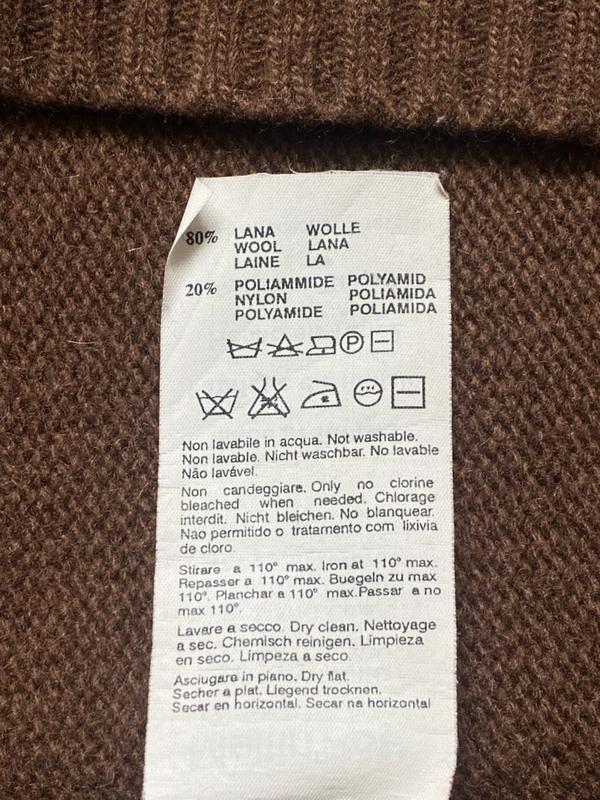 80% LANA WOLLE
WOOL LANA
LAINE LA
20% POLIAMMIDE POLYAMID
NYLON POLIAMIDA
POLYAMIDE POLIAMIDA
P
Non lavabile in acqua. Not washable.
Non lavable. Nicht waschbar. No lavable
Não lavável.
Non candeggiare. Only no clorine
bleached when needed. Chlorage
interdit. Nicht bleichen. No blanquear.
Nao permitido o tratamento com lixivia
de cloro.
Stirare a 110° max. Iron at 110° max.
Repasser a 110° max. Buegeln zu max
110°. Planchar a 110° max.Passar a no
max 110°.
Lavare a secco. Dry clean. Nettoyage
a sec. Chemisch reinigen. Limpieza
en seco. Limpeza a seco.
Asciugare in piano. Dry flat.
Secher a plat. Liegend trocknen.
Secar en horizontal. Secar na horizontal